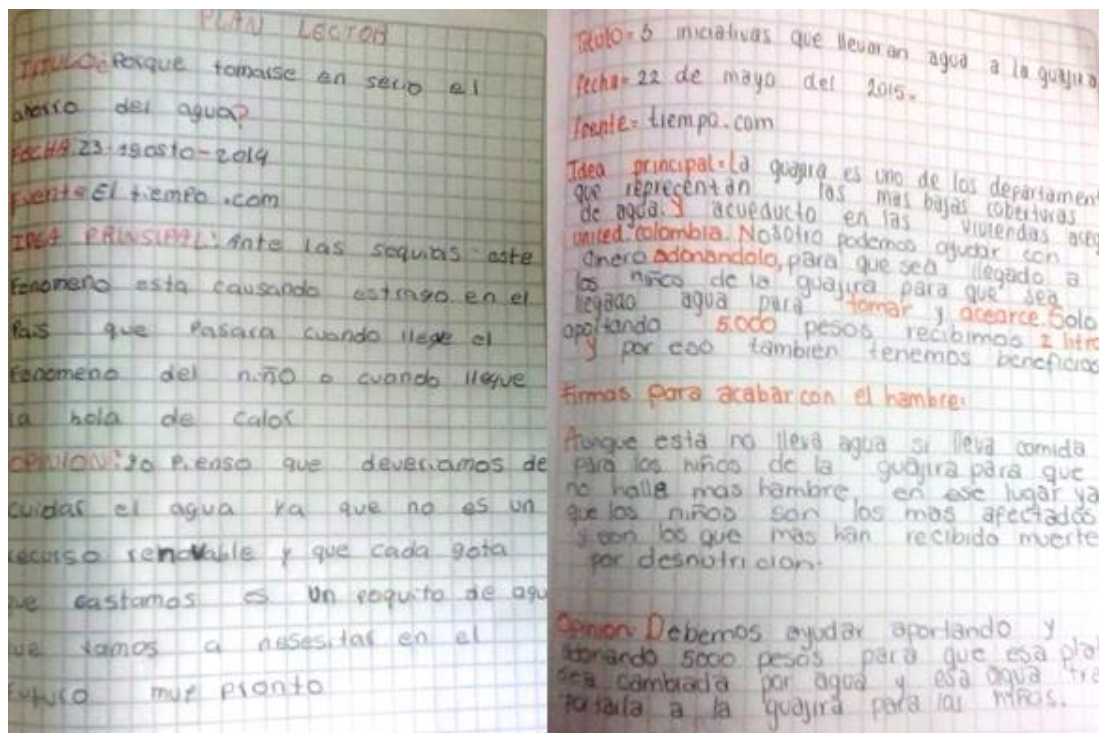 PLAN LECTOR
TITULO: Porque tomarse en serio el
ahorro del agua?
FECHA 23-agosto-2014
Fuente El tiempo .com
IDEA PRINSIPAL: Ante las sequias este
Fenomeno esta causando estrago en el
Pais que Pasara cuando llege el
Fenomeno del niño o cuando lleque
la hola de calor
OPINION: yo pienso que deveriamos de
cuidar el agua ya que no es un
recurso renovable y que cada gota
que gastamos es un poquito de agu
que vamos a nesesitar en el
Futuro muy pronto
Titulo= 5 iniciativas que llevaran agua a la guajira
Fecha= 22 de mayo del 2015.
Fuente= tiempo.com
Idea principal=La guajira es uno de los departamen
que reprecentan las mas bajas coberturas
de agua. Y acueducto en las viviendas aseg
united. colombia. Nosotro podemos ayudar con
dinero adonandolo, para que sea llegado a
los niños de la guajira para que sea
llegado agua para tomar y acearce. Solo
aportando 5.000 pesos recibimos 2 litro
y por eso tambien tenemos beneficios
Firmas para acabar con el hambre:
Aunque esta no lleva agua si lleva comida
para los niños de la guajira para que
no halla mas hambre, en ese lugar ya
que los niños son los mas afectados
y son los que mas han recibido muerte
por desnutricion.
Opinion: Debemos ayudar aportando y
donando 5000 pesos para que esa plat
sea cambiada por agua y esa agua tra
a la guajira para los niños.